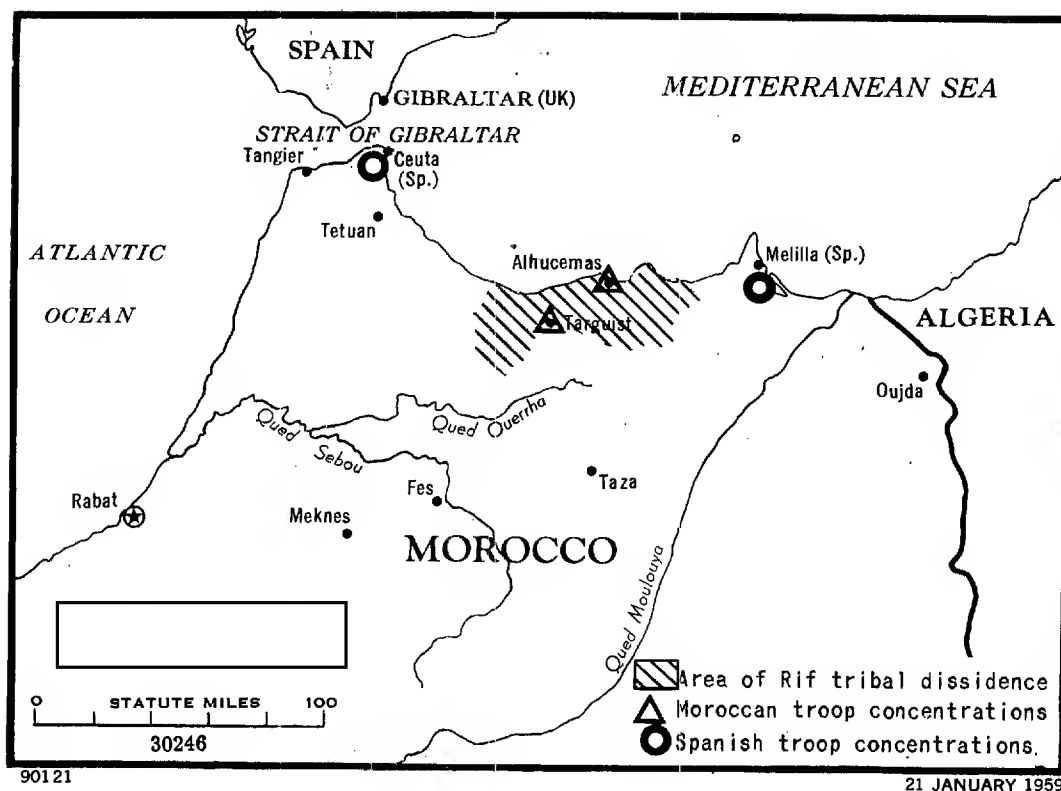 SPAIN
GIBRALTAR (UK)
MEDITERRANEAN SEA
STRAIT OF GIBRALTAR
Tangier
Ceuta
(Sp.)
Tetuan
ATLANTIC
OCEAN
Alhucemas
Melilla (Sp.)
Targuist
ALGERIA
Oujda
Qued Querrha
Qued Sebou
Taza
Rabat
Fes
Meknes
MOROCCO
Qued Moulouya
Area of Rif tribal dissidence
Moroccan troop concentrations
Spanish troop concentrations.
0 STATUTE MILES 100
30246
90121
21 JANUARY 1959